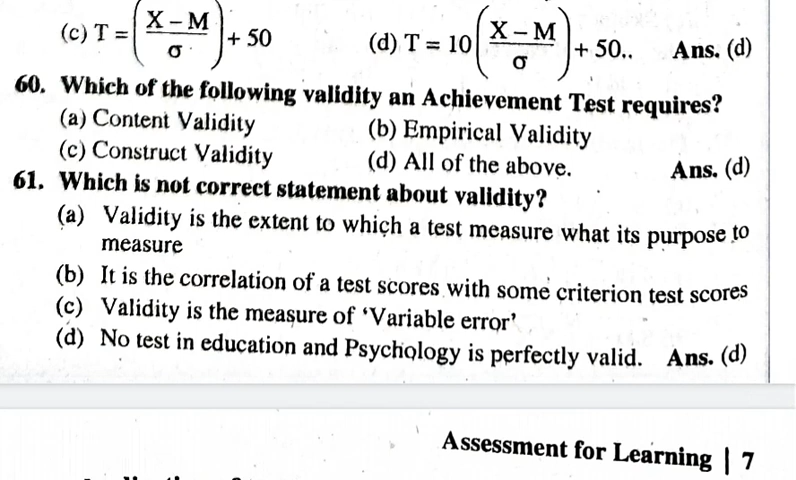 (c) T = (X – M / σ) + 50 (d) T = 10 (X – M / σ) + 50.. Ans. (d)
60. Which of the following validity an Achievement Test requires?
(a) Content Validity (b) Empirical Validity
(c) Construct Validity (d) All of the above. Ans. (d)
61. Which is not correct statement about validity?
(a) Validity is the extent to which a test measure what its purpose to
measure
(b) It is the correlation of a test scores with some criterion test scores
(c) Validity is the measure of ‘Variable error’
(d) No test in education and Psychology is perfectly valid. Ans. (d)
Assessment for Learning | 7